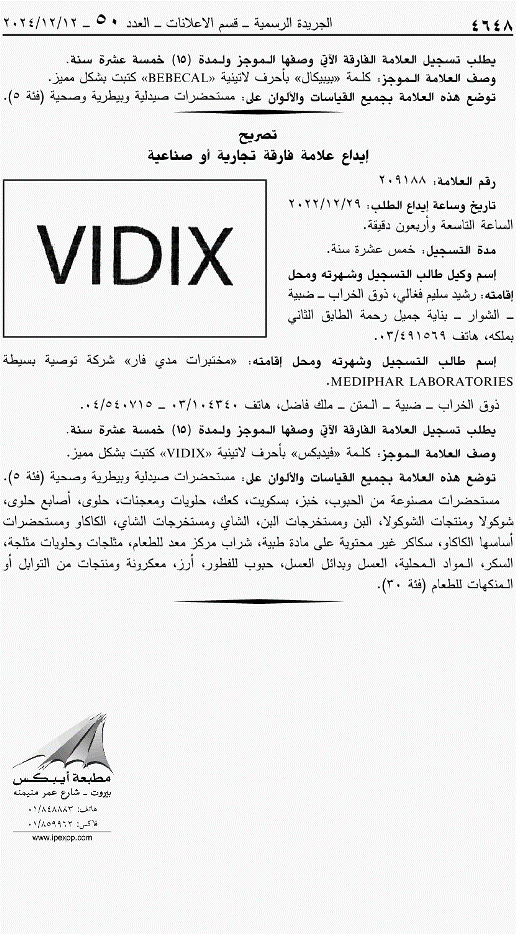 ٤٦٤٨ الجريدة الرسمية – قسم الاعلانات – العدد ٥٠ – ٢٠٢٤/١٢/١٢
يطلب تسجيل العلامة الفارقة الآتي وصفها الموجز ولمدة (١٥) خمسة عشرة سنة.
وصف العلامة الموجز: كلمة «بيبيكال» بأحرف لاتينية «BEBECAL» كتبت بشكل مميز.
توضع هذه العلامة بجميع القياسات والألوان على: مستحضرات صيدلية وبيطرية وصحية (فئة ٥).
تصريح
إيداع علامة فارقة تجارية أو صناعية
رقم العلامة: ٢٠٩١٨٨
تاريخ وساعة إيداع الطلب: ٢٠٢٢/١٢/٢٩
الساعة التاسعة وأربعون دقيقة.
مدة التسجيل: خمس عشرة سنة.
إسم وكيل طالب التسجيل وشهرته ومحل
إقامته: رشيد سليم فغالي، ذوق الخراب – ضبية
– الشوار – بناية جميل رحمة الطابق الثاني
بملكه، هاتف ٠٣/٤٩١٥٦٩.
VIDIX
إسم طالب التسجيل وشهرته ومحل إقامته: «مختبرات مدي فار» شركة توصية بسيطة
MEDIPHAR LABORATORIES.
ذوق الخراب – ضبية – المتن – ملك فاضل، هاتف ٠٣/١٠٤٣٤٠ – ٠٤/٥٤٠٧١٥.
يطلب تسجيل العلامة الفارقة الآتي وصفها الموجز ولمدة (١٥) خمسة عشرة سنة.
وصف العلامة الموجز: كلمة «فيديكس» بأحرف لاتينية «VIDIX» كتبت بشكل مميز.
توضع هذه العلامة بجميع القياسات والألوان على: مستحضرات صيدلية وبيطرية وصحية (فئة ٥).
مستحضرات مصنوعة من الحبوب، خبز، بسكويت، كعك، حلويات ومعجنات، حلوى، أصابع حلوى،
شوكولا ومنتجات الشوكولا، البن ومستخرجات البن، الشاي ومستخرجات الشاي، الكاكاو ومستحضرات
أساسها الكاكاو، سكاكر غير محتوية على مادة طبية، شراب مركز معد للطعام، مثلجات وحلويات مثلجة،
السكر، المواد المحلية، العسل وبدائل العسل، حبوب للفطور، أرز، معكرونة ومنتجات من التوابل أو
المنكهات للطعام (فئة ٣٠).
مطبعة أيبكس
بيروت – شارع عمر منيمنه
هاتف: ٠١/٨٤٨٨٨٣
فاكس: ٠١/٨٥٩٩٦٢
www.ipexpp.com